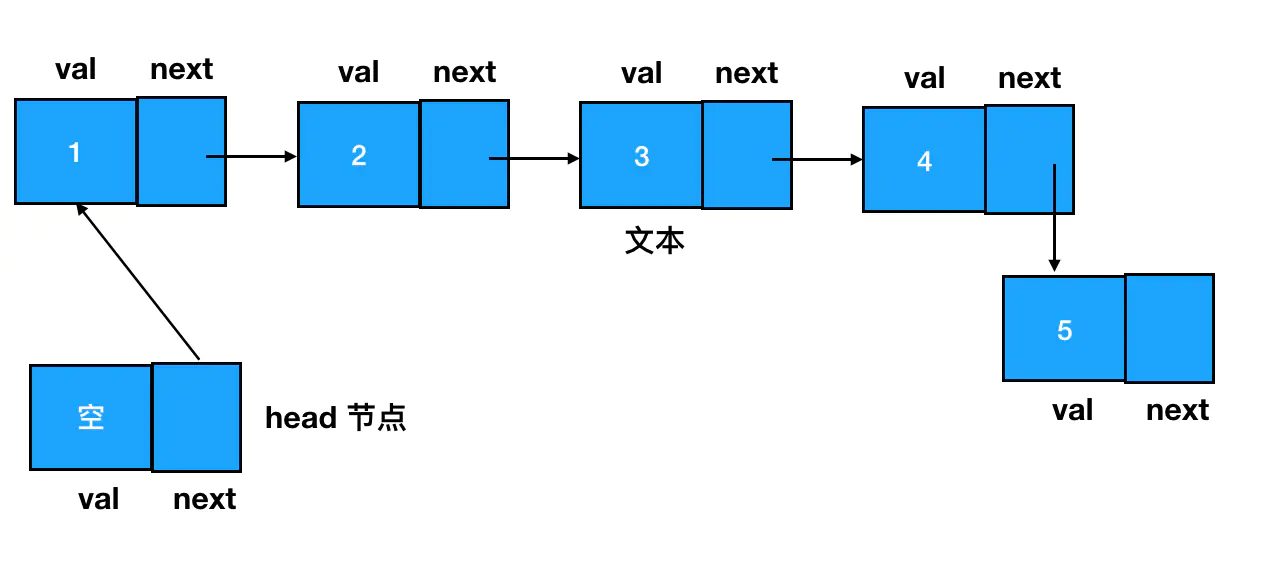 val next
val next
val next
val next
1
2
3
4
文本
5
val next
空
head 节点
val next